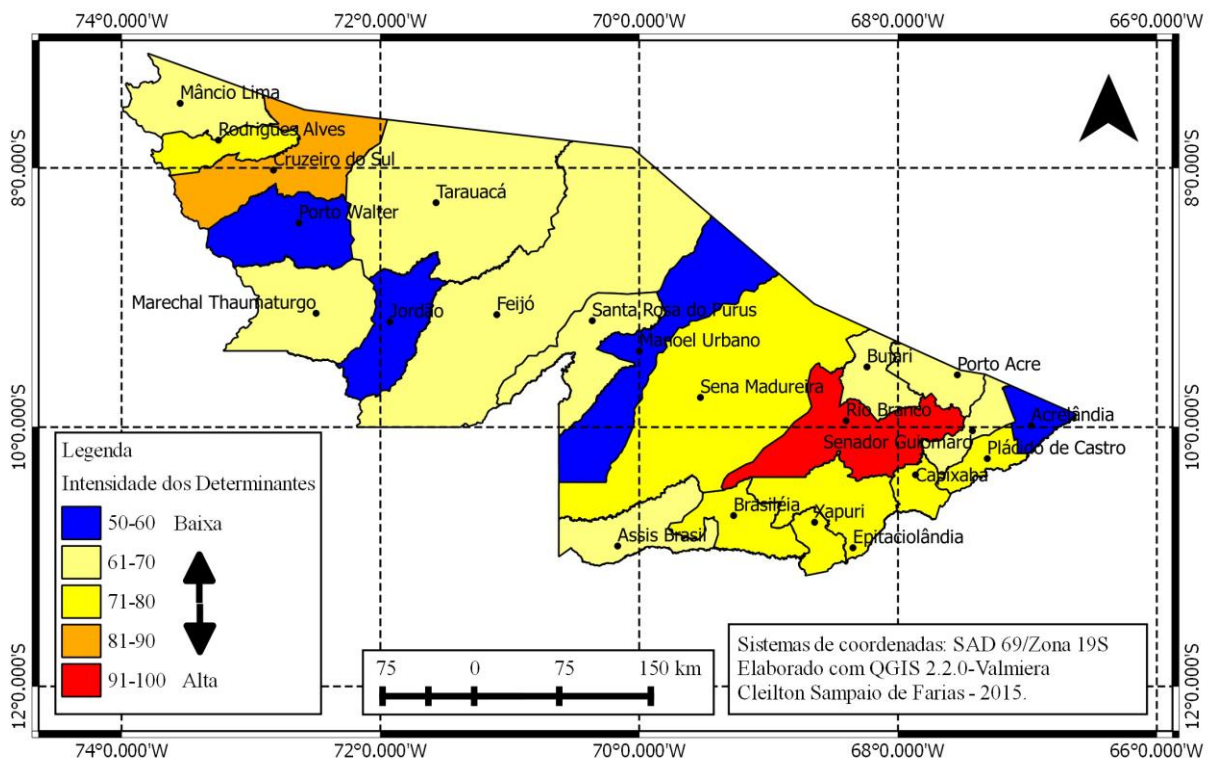 74°0.000'W 72°0.000'W 70°0.000'W 68°0.000'W 66°0.000'W
Mâncio Lima
Rodrigues Alves
Cruzeiro do Sul
8°0.000'S 8°0.000'S
Tarauacá
Porto Walter
Marechal Thaumaturgo
Jordão
Feijó
Santa Rosa do Purus
Manoel Urbano
Bujari
Porto Acre
Sena Madureira
Rio Branco
Acrelândia
10°0.000'S 10°0.000'S
Senador Guiomard
Plácido de Castro
Capixaba
Brasiléia
Xapuri
Assis Brasil
Epitaciolândia
Legenda
Intensidade dos Determinantes
50-60 Baixa
61-70
71-80
81-90
91-100 Alta
75 0 75 150 km
Sistemas de coordenadas: SAD 69/Zona 19S
Elaborado com QGIS 2.2.0-Valmiera
Cleilton Sampaio de Farias - 2015.
12°0.000'S 12°0.000'S
74°0.000'W 72°0.000'W 70°0.000'W 68°0.000'W 66°0.000'W